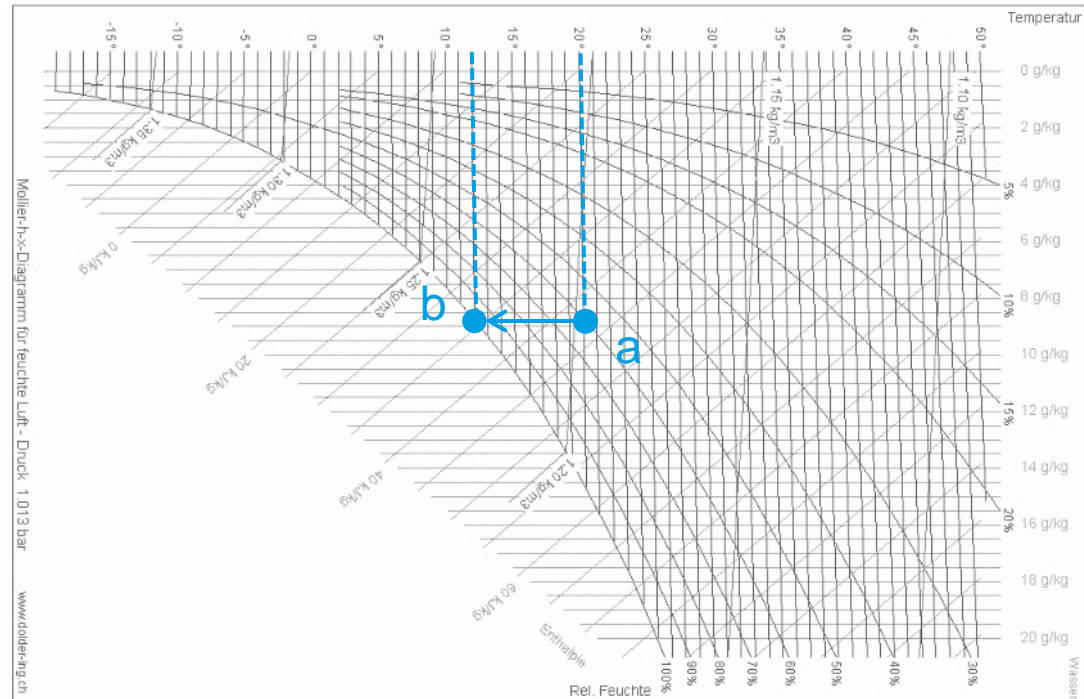 Temperatur
-15°
-10°
-5°
0°
5°
10°
15°
20°
25°
30°
35°
40°
45°
50°
0 g/kg
2 g/kg
4 g/kg
6 g/kg
8 g/kg
10 g/kg
12 g/kg
14 g/kg
16 g/kg
18 g/kg
20 g/kg
Wasser
1.35 kg/m3
1.30 kg/m3
1.25 kg/m3
1.20 kg/m3
1.15 kg/m3
1.10 kg/m3
0 kJ/kg
20 kJ/kg
40 kJ/kg
60 kJ/kg
Enthalpie
b
a
5%
10%
15%
20%
30%
40%
50%
60%
70%
80%
90%
100%
Rel. Feuchte
Mollier-h-x-Diagramm für feuchte Luft - Druck 1.013 bar
www.dolder-ing.ch